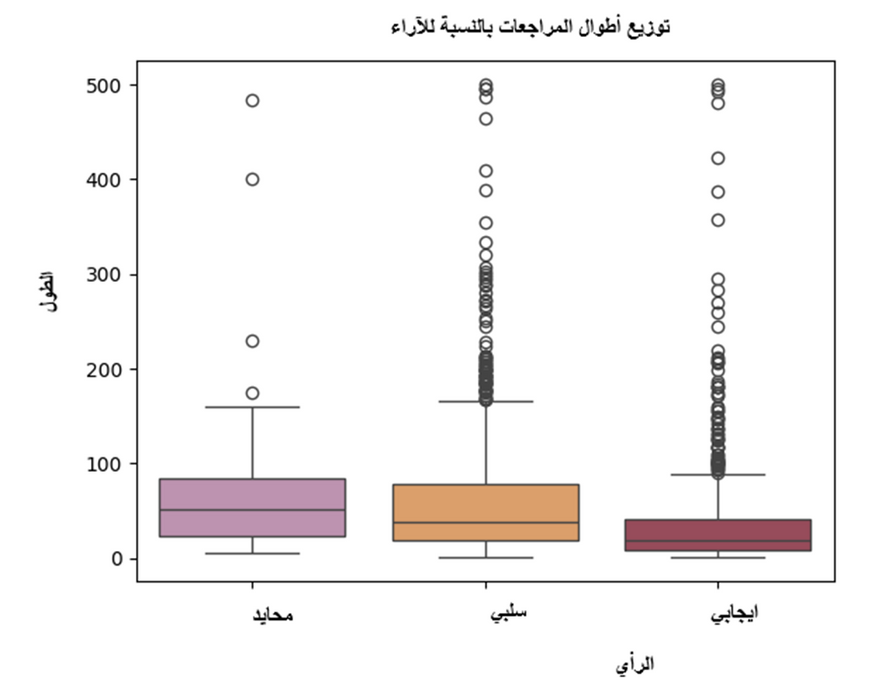 توزيع أطوال المراجعات بالنسبة للآراء
الطول
500
400
300
200
100
0
محايد
سلبي
ايجابي
الرأي